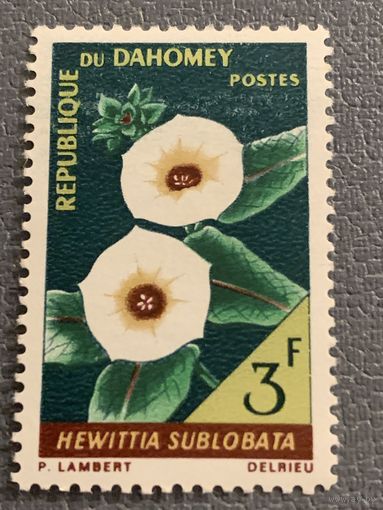 REPUBLIQUE DU DAHOMEY
POSTES
3F
HEWITTIA SUBLOBATA
P. LAMBERT DELRIEU